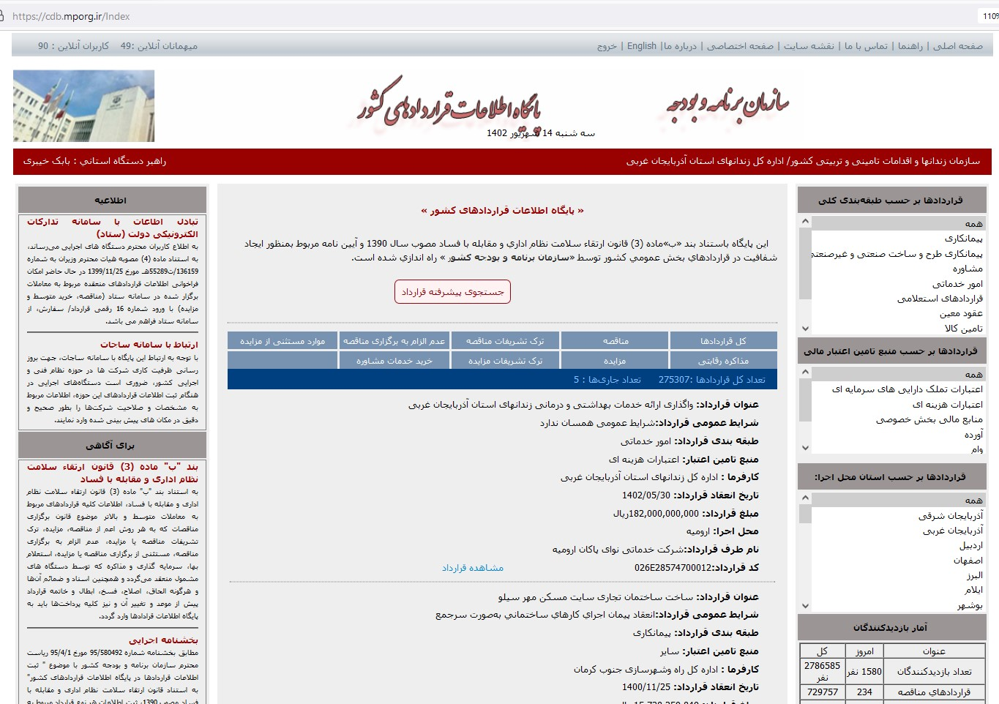 https://cdb.mporg.ir/Index
110%
صفحه اصلی | راهنما | تماس با ما | نقشه سایت | صفحه اختصاصی | درباره ما| English | خروج
میهمانان آنلاین :49 کاربران آنلاین : 90
سازمان برنامه و بودجه
پایگاه اطلاعات قراردادهای کشور
سه شنبه 14 شهریور 1402
سازمان زندانها و اقدامات تامینی و تربیتی کشور/ اداره کل زندانهای استان آذربایجان غربی
راهبر دستگاه استاني : بابک خیبری
قراردادها بر حسب طبقه‌بندی کلی
همه
پیمانکاری
پیمانکاری طرح و ساخت صنعتی و غیرصنعتی
مشاوره
امور خدماتی
قراردادهای استعلامی
عقود معین
تامین کالا
قراردادها بر حسب منبع تامین اعتبار مالی
همه
اعتبارات تملک دارایی های سرمایه ای
اعتبارات هزینه ای
منابع مالی بخش خصوصی
آورده
وام
قراردادها بر حسب استان محل اجرا:
همه
آذربایجان شرقی
آذربایجان غربی
اردبیل
اصفهان
البرز
ایلام
بوشهر
آمار بازدیدکنندگان
عنوان امروز کل
تعداد بازدیدکنندگان 1580 نفر 2786585 نفر
قراردادهاي مناقصه 234 729757
« پایگاه اطلاعات قراردادهای کشور »
این پایگاه باستناد بند «ب»ماده (3) قانون ارتقاء سلامت نظام اداري و مقابله با فساد مصوب سال 1390 و آیین نامه مربوط بمنظور ایجاد
شفافیت در قراردادهاي بخش عمومي کشور توسط «سازمان برنامه و بودجه کشور » راه اندازي شده است.
جستجوی پیشرفته قرارداد
کل قراردادها مناقصه ترک تشریفات مناقصه عدم الزام به برگزاری مناقصه موارد مستثنی از مزایده
مذاکره رقابتی مزایده ترک تشریفات مزایده خرید خدمات مشاوره
تعداد کل قراردادها :275307 تعداد جاری‌ها : 5
عنوان قرارداد: واگذاری ارائه خدمات بهداشتی و درمانی زندانهای استان آذربایجان غربی
شرایط عمومی قرارداد:شرایط عمومی همسان ندارد
طبقه بندی قرارداد: امور خدماتی
منبع تامین اعتبار: اعتبارات هزینه ای
کارفرما : اداره کل زندانهای استان آذربایجان غربی
تاریخ انعقاد قرارداد: 1402/05/30
مبلغ قرارداد: 182,000,000,000ریال
محل اجرا: ارومیه
نام طرف قرارداد:شرکت خدماتی نوای پاکان ارومیه
کد قرارداد:026E28574700012 مشاهده قرارداد
عنوان قرارداد: ساخت ساختمان تجاری سایت مسکن مهر سیلو
شرایط عمومی قرارداد:انعقاد پیمان اجراي کارهاي ساختماني به‌صورت سرجمع
طبقه بندی قرارداد: پیمانکاری
منبع تامین اعتبار: سایر
کارفرما : اداره کل راه وشهرسازی جنوب کرمان
تاریخ انعقاد قرارداد: 1400/11/25
اطلاعیه
تبادل اطلاعات با سامانه تدارکات
الکترونیکی دولت (ستاد)
به اطلاع کاربران محترم دستگاه های اجرایی می‌رساند،
به استناد ماده (4) مصوبه هیات محترم وزیران به شماره
136159/ت55289هـ مورخ 1399/11/25 در حال حاضر امکان
فراخوانی اطلاعات قراردادهای منعقده مربوط به معاملات
برگزار شده در سامانه ستاد (مناقصه، خرید متوسط و
مزایده) با ورود شماره 16 رقمی قرارداد/ سفارش، از
سامانه ستاد فراهم می باشد.
ارتباط با سامانه ساجات
با توجه به ارتباط این پایگاه با سامانه ساجات، جهت بروز
رسانی ظرفیت کاری شرکت ها در حوزه نظام فنی و
اجرایی کشور، ضروری است دستگاه‌های اجرایی در
هنگام ثبت اطلاعات قراردادهای این حوزه، اطلاعات مربوط
به مشخصات و صلاحیت شرکت‌ها را بطور صحیح و
دقیق در مکان های پیش بینی شده وارد نمایند.
برای آگاهی
بند "ب" ماده (3) قانون ارتقاء سلامت
نظام اداری و مقابله با فساد
به استناد بند "ب" ماده (3) قانون ارتقاء سلامت نظام
اداری و مقابله با فساد، اطلاعات کلیه قراردادهای مربوط
به معاملات متوسط و بالاتر موضوع قانون برگزاری
مناقصات که به هر روش اعم از مناقصه، مزایده، ترک
تشریفات مناقصه یا مزایده، عدم الزام به برگزاری
مناقصه، مستثنی از برگزاری مناقصه یا مزایده، استعلام
بها، سرمایه گذاری و مذاکره که توسط دستگاه های
مشمول منعقد می‌گردد و همچنین اسناد و ضمائم آن‌ها
و هرگونه الحاق، اصلاح، فسخ، ابطال و خاتمه قرارداد
پیش از موعد و تغییر آن و نیز کلیه پرداخت‌ها باید به
پایگاه اطلاعات قرادادها وارد گردد.
بخشنامه اجرایی
مطابق بخشنامه شماره 95/580492 مورخ 95/4/1 ریاست
محترم سازمان برنامه و بودجه کشور با موضوع " ثبت
اطلاعات قراردادها در پایگاه اطلاعات قراردادهای کشور"
به استناد قانون ارتقاء سلامت نظام اداری و مقابله با
فساد مصوب 1390، ثبت اطلاعات هر نوع قرارداد مربوط به